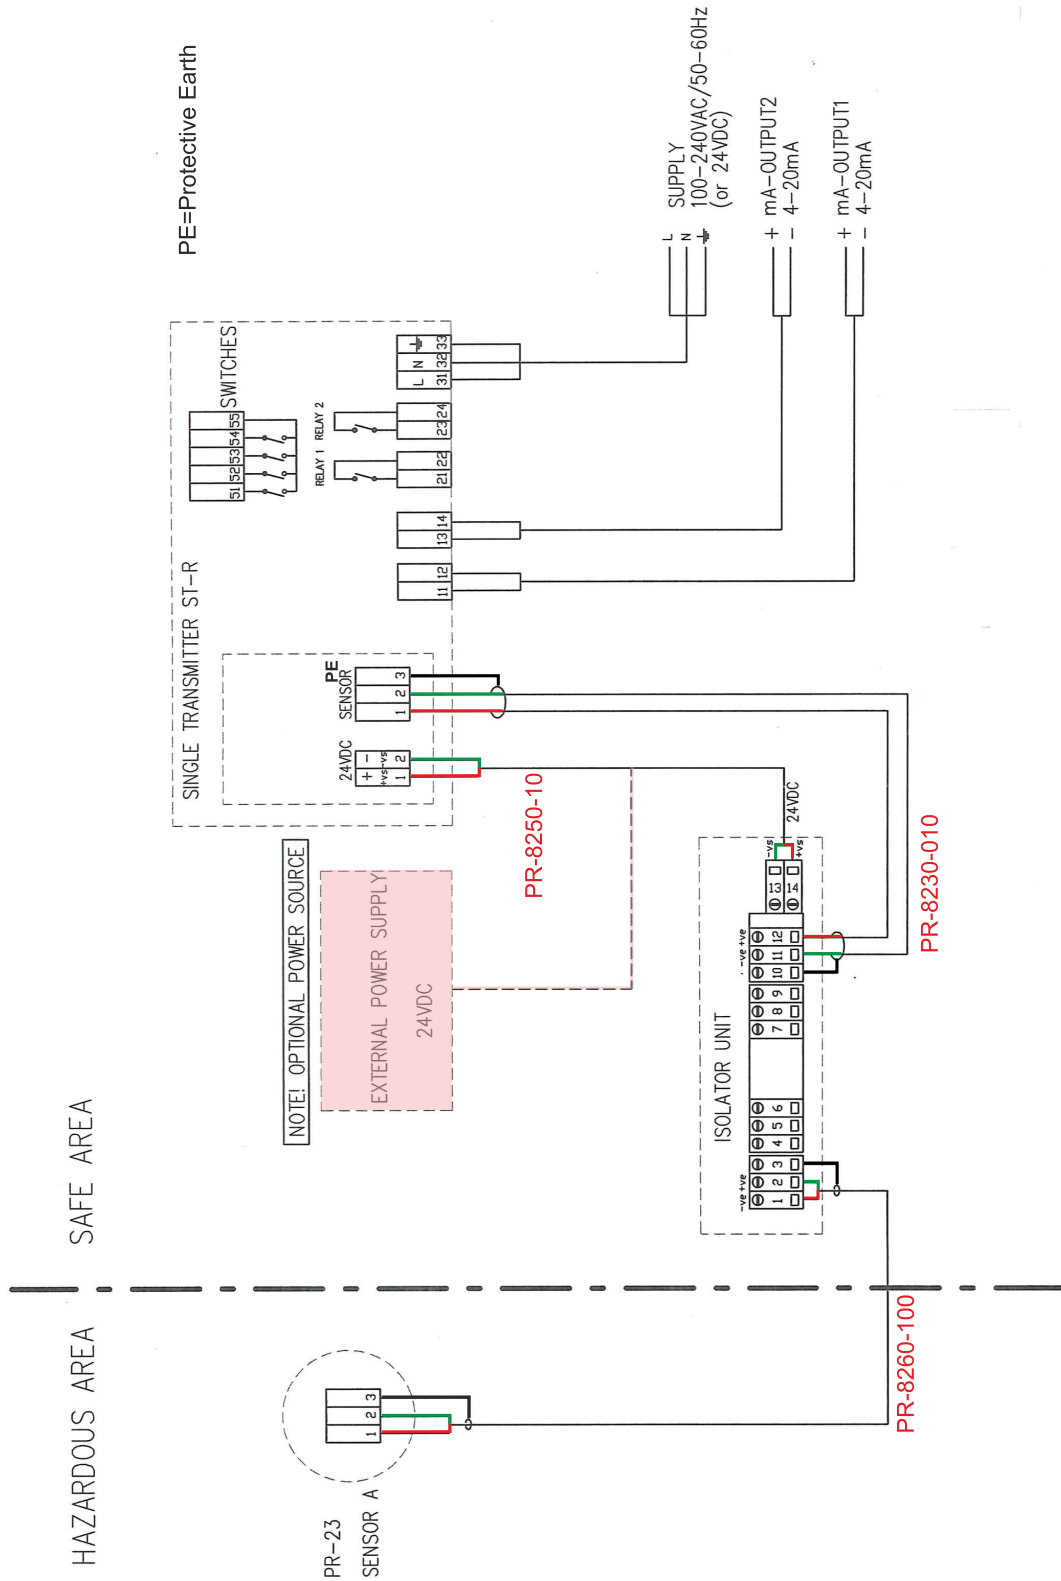 HAZARDOUS AREA
SAFE AREA
PE=Protective Earth
PR-23
SENSOR A
1 2 3
PR-8260-100
NOTE! OPTIONAL POWER SOURCE
EXTERNAL POWER SUPPLY
24VDC
SINGLE TRANSMITTER ST-R
24VDC
+ -
+vs -vs
1 2
PE
SENSOR
1 2 3
PR-8250-10
ISOLATOR UNIT
-ve +ve
1 2 3 4 5 6
7 8 9 10 11 12
-ve +ve
13 14
-vs
+vs
24VDC
PR-8230-010
SWITCHES
51 52 53 54 55
RELAY 1 RELAY 2
11 12
13 14
21 22
23 24
L N
31 32 33
L
N
SUPPLY
100-240VAC/50-60Hz
(or 24VDC)
+ mA-OUTPUT2
- 4-20mA
+ mA-OUTPUT1
- 4-20mA